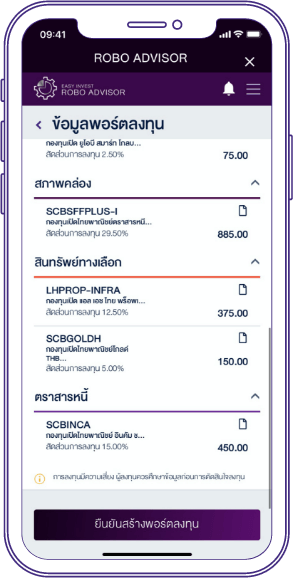 09:41
ROBO ADVISOR
EASY INVEST
ROBO ADVISOR
ข้อมูลพอร์ตลงทุน
กองทุนเปิด ยูโอบี สมาร์ท โกลบ...
สัดส่วนการลงทุน 2.50% 75.00
สภาพคล่อง
SCBSFFPLUS-I
กองทุนเปิดไทยพาณิชย์ตราสารหนี้...
สัดส่วนการลงทุน 29.50% 885.00
สินทรัพย์ทางเลือก
LHPROP-INFRA
กองทุนเปิด แอล เอช ไทย พร็อพเ...
สัดส่วนการลงทุน 12.50% 375.00
SCBGOLDH
กองทุนเปิดไทยพาณิชย์โกลด์
THB...
สัดส่วนการลงทุน 5.00% 150.00
ตราสารหนี้
SCBINCA
กองทุนเปิดไทยพาณิชย์ อินคัม ช...
สัดส่วนการลงทุน 15.00% 450.00
การลงทุนมีความเสี่ยง ผู้ลงทุนควรศึกษาข้อมูลก่อนการตัดสินใจลงทุน
ยืนยันสร้างพอร์ตลงทุน